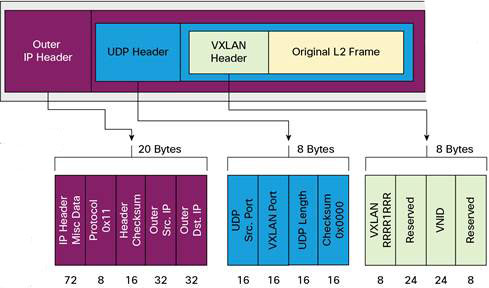 Outer
IP Header
UDP Header
VXLAN
Header
Original L2 Frame
20 Bytes
8 Bytes
8 Bytes
IP Header
Misc Data
Protocol
0x11
Header
Checksum
Outer
Src. IP
Outer
Dst. IP
UDP
Src. Port
VXLAN Port
UDP Length
Checksum
0x0000
VXLAN
RRRR1RRR
Reserved
VNID
Reserved
72 8 16 32 32
16 16 16 16
8 24 24 8